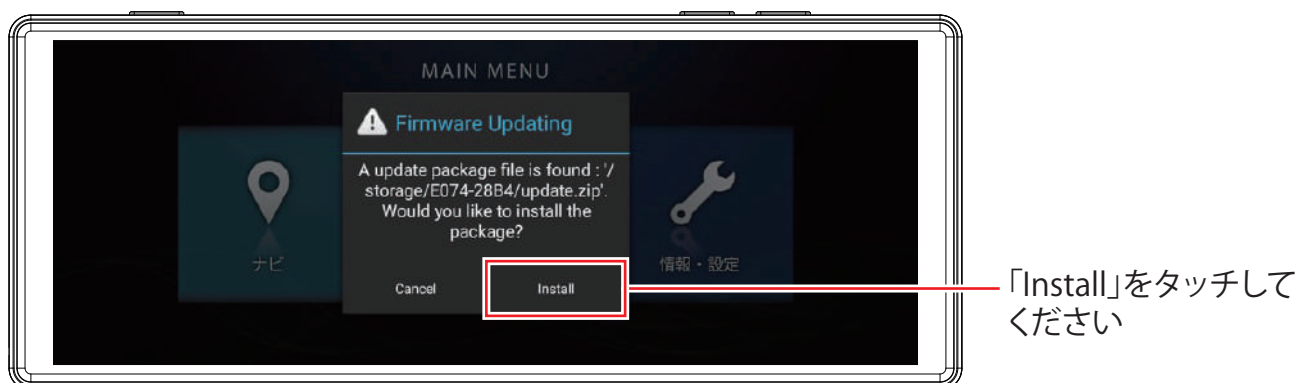 MAIN MENU
Firmware Updating
A update package file is found : '/
storage/E074-28B4/update.zip'.
Would you like to install the
package?
Cancel
Install
ナビ
情報・設定
「Install」をタッチして
ください